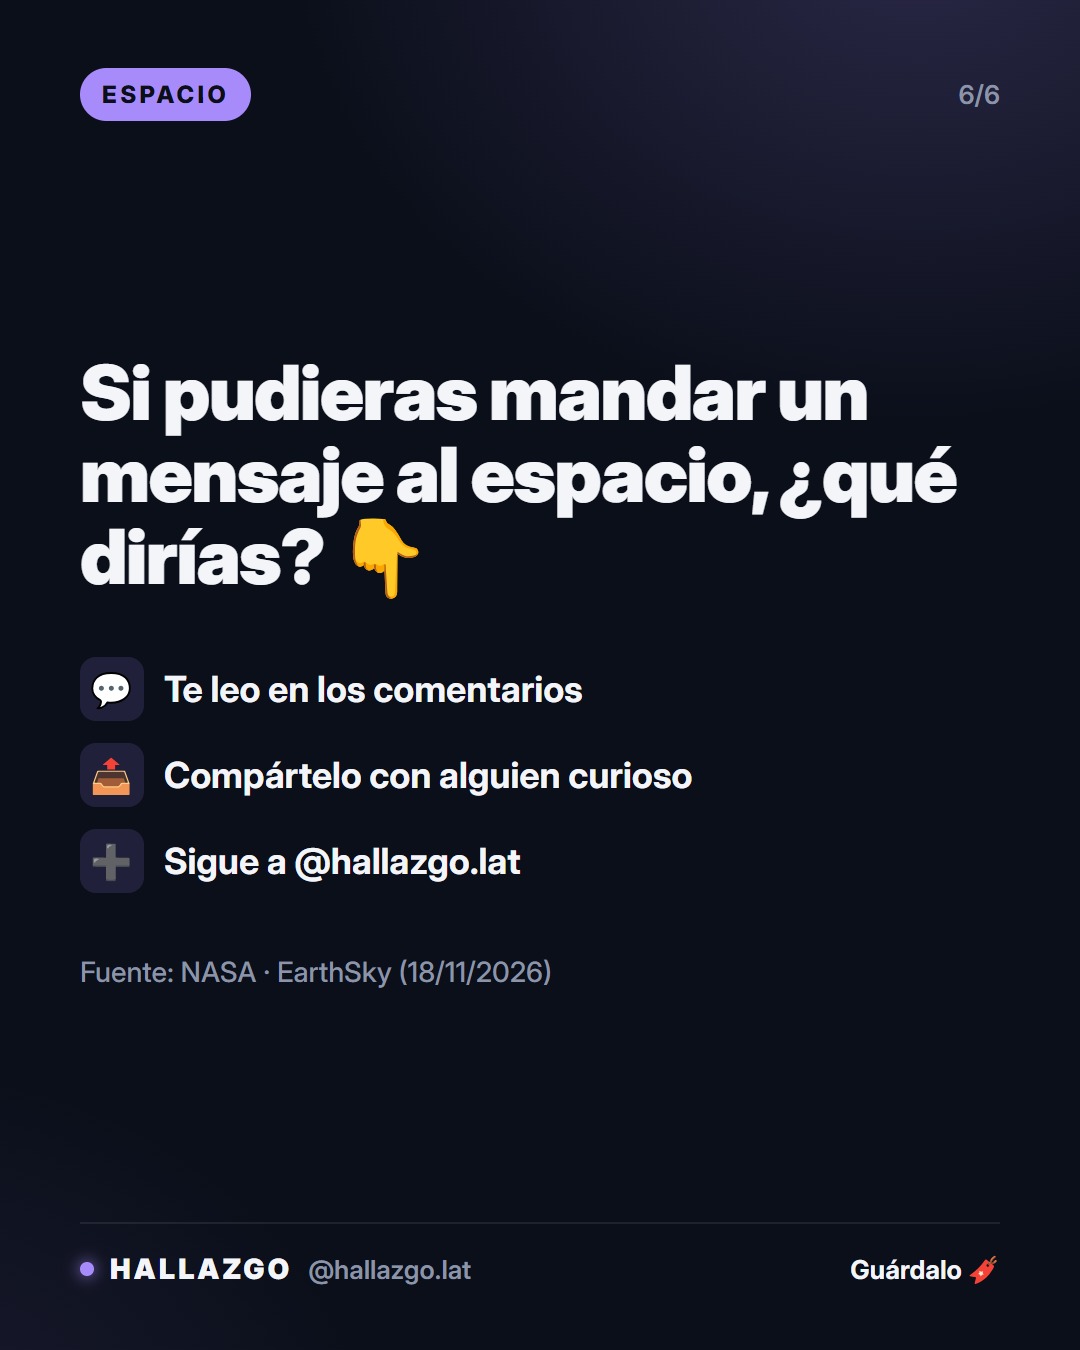 ESPACIO
6/6
Si pudieras mandar un
mensaje al espacio, ¿qué
dirías? 👇
Te leo en los comentarios
Compártelo con alguien curioso
Sigue a @hallazgo.lat
Fuente: NASA · EarthSky (18/11/2026)
HALLAZGO @hallazgo.lat
Guárdalo 🔖